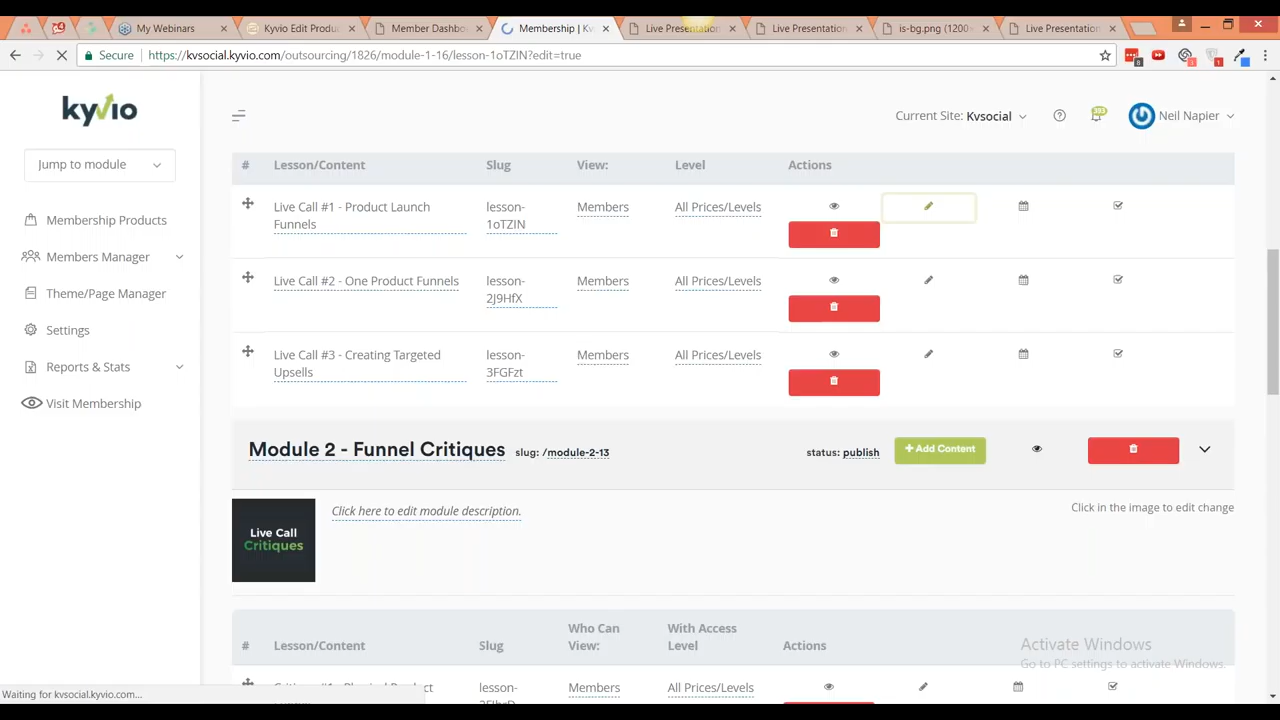 My Webinars
Kyvio Edit Produc
Member Dashboa
Membership | Kv
Live Presentation
Live Presentation
is-bg.png (1200×
Live Presentation
Secure
https://kvsocial.kyvio.com/outsourcing/1826/module-1-16/lesson-1oTZIN?edit=true
kyvio
Current Site: Kvsocial
Neil Napier
Jump to module
Membership Products
Members Manager
Theme/Page Manager
Settings
Reports & Stats
Visit Membership
# Lesson/Content Slug View: Level Actions
Live Call #1 - Product Launch Funnels
lesson-1oTZIN
Members
All Prices/Levels
Live Call #2 - One Product Funnels
lesson-2J9HfX
Members
All Prices/Levels
Live Call #3 - Creating Targeted Upsells
lesson-3FGFzt
Members
All Prices/Levels
Module 2 - Funnel Critiques slug: /module-2-13
status: publish
+ Add Content
Live Call
Critiques
Click here to edit module description.
Click in the image to edit change
# Lesson/Content Slug Who Can View: With Access Level Actions
lesson-
Members
All Prices/Levels
Activate Windows
Go to PC settings to activate Windows.
Waiting for kvsocial.kyvio.com...